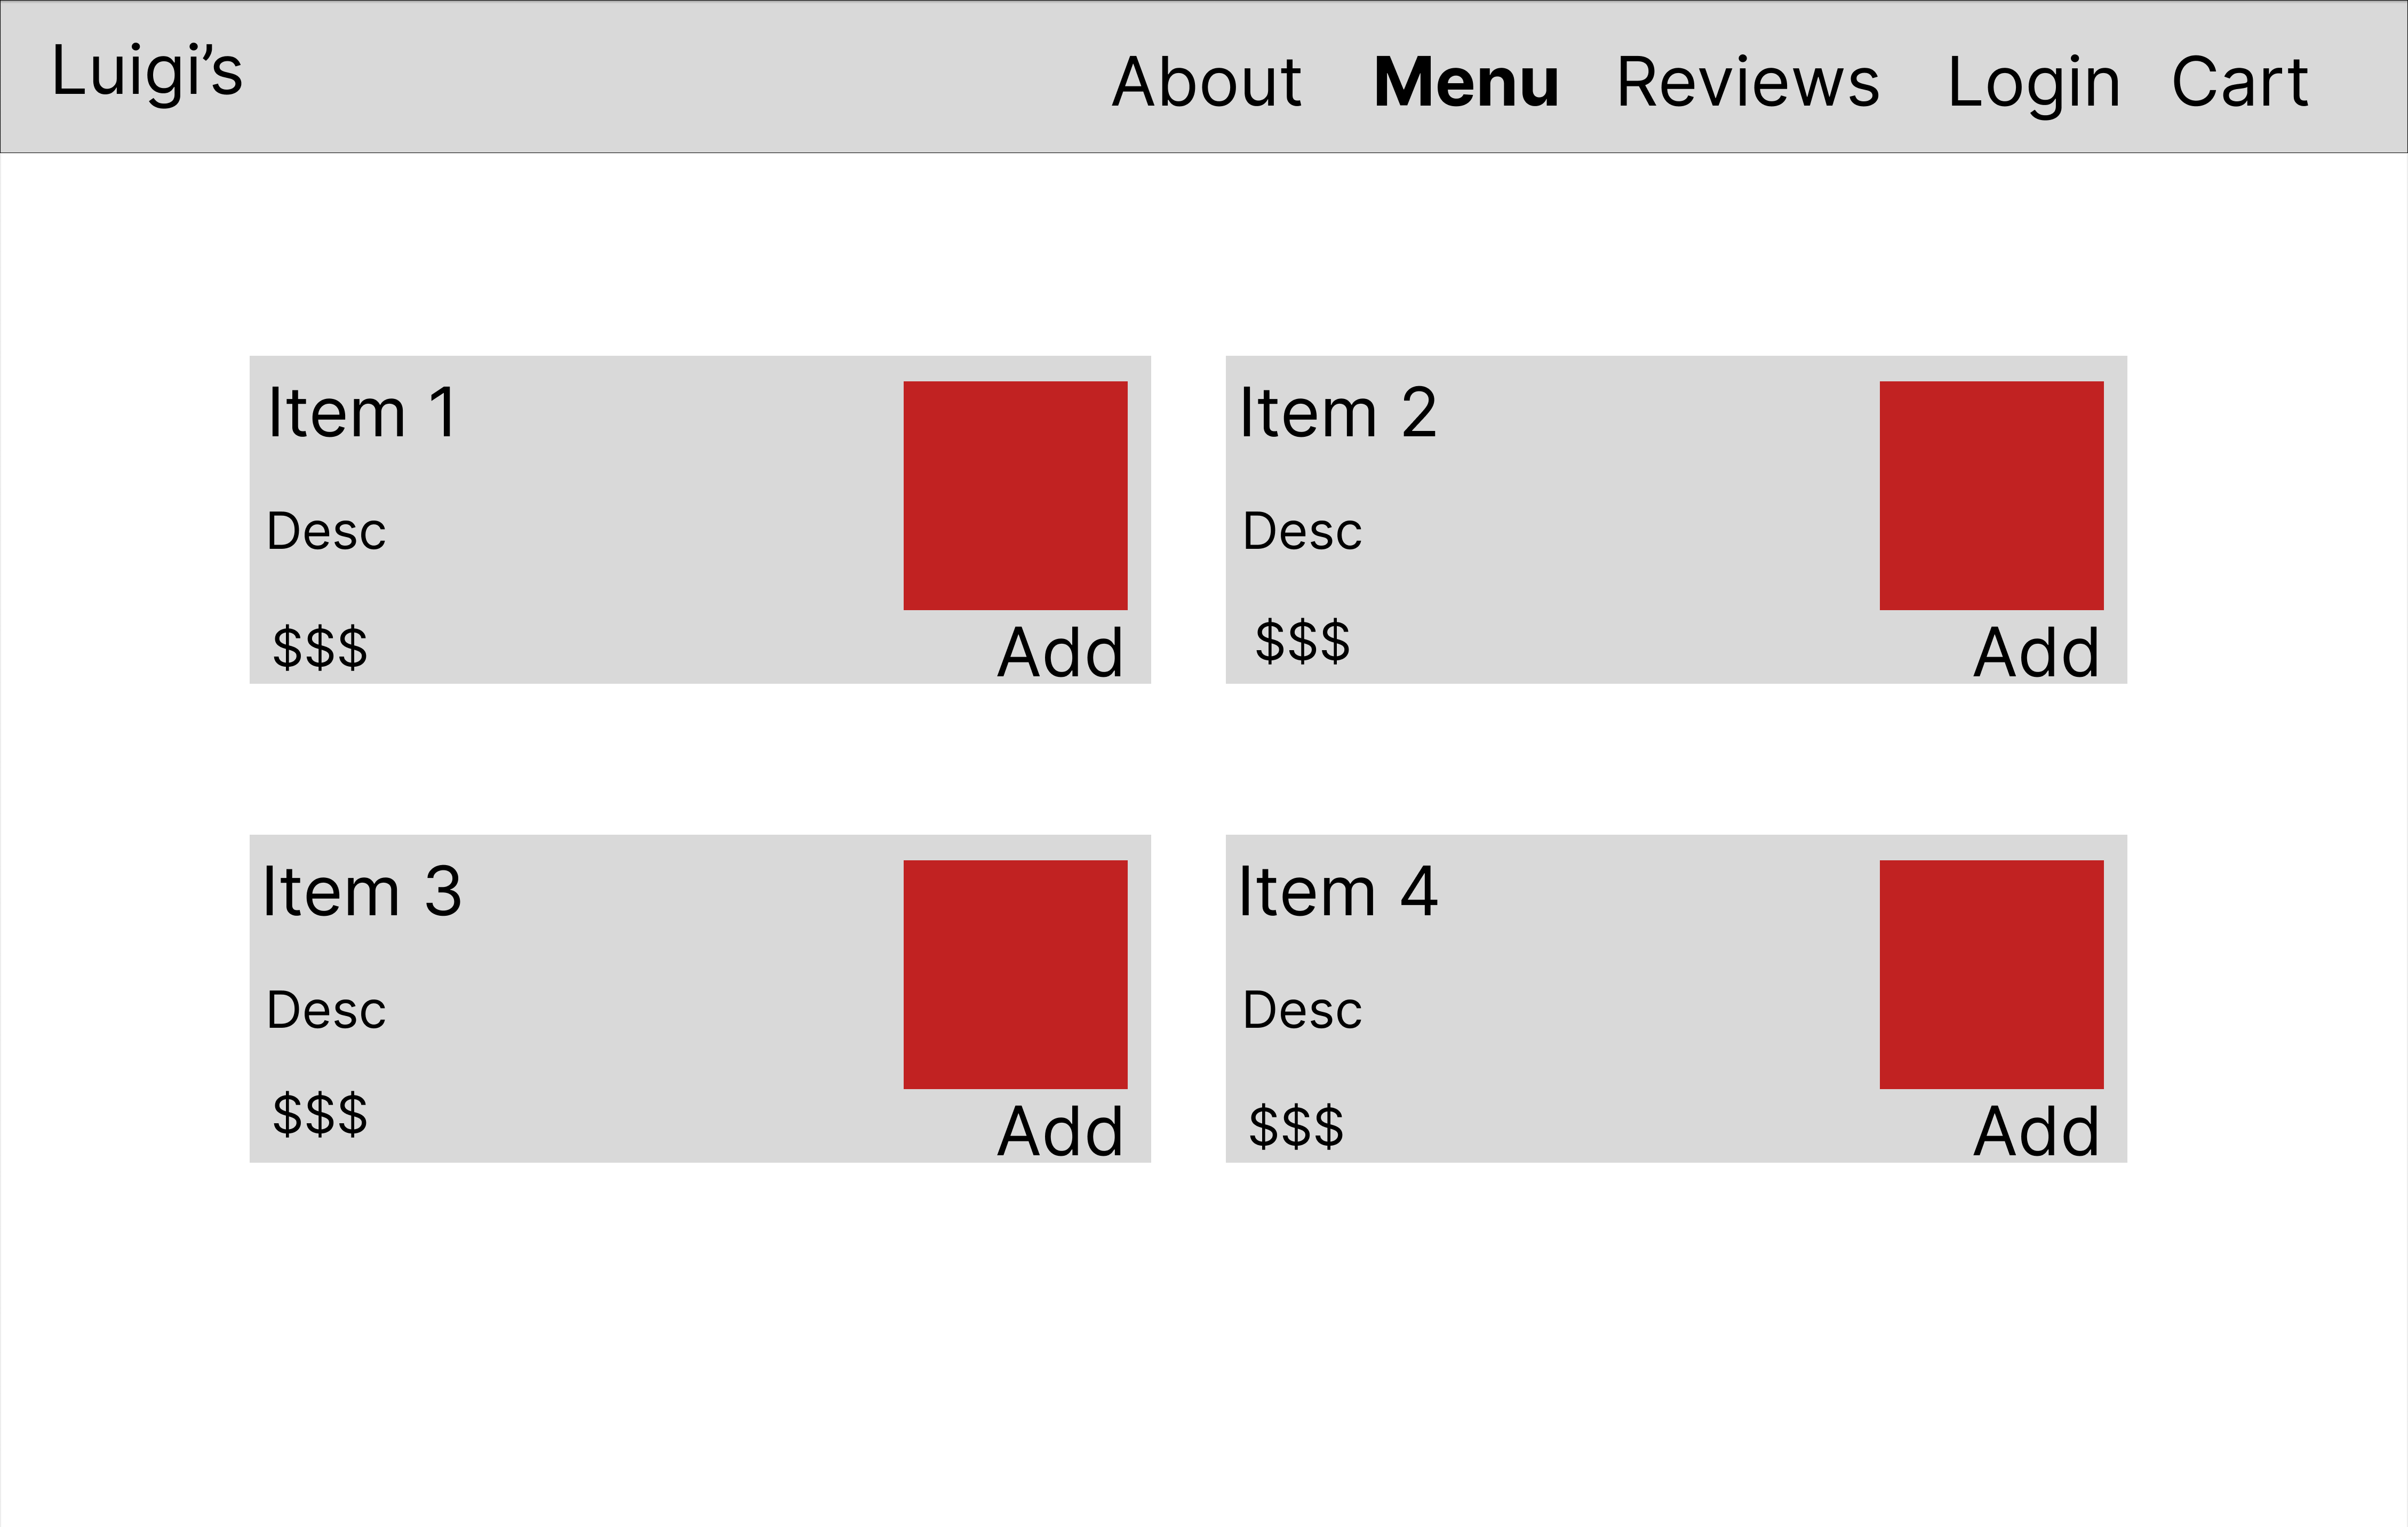 Luigi’s
About Menu Reviews Login Cart
Item 1
Desc
$$$
Add
Item 2
Desc
$$$
Add
Item 3
Desc
$$$
Add
Item 4
Desc
$$$
Add